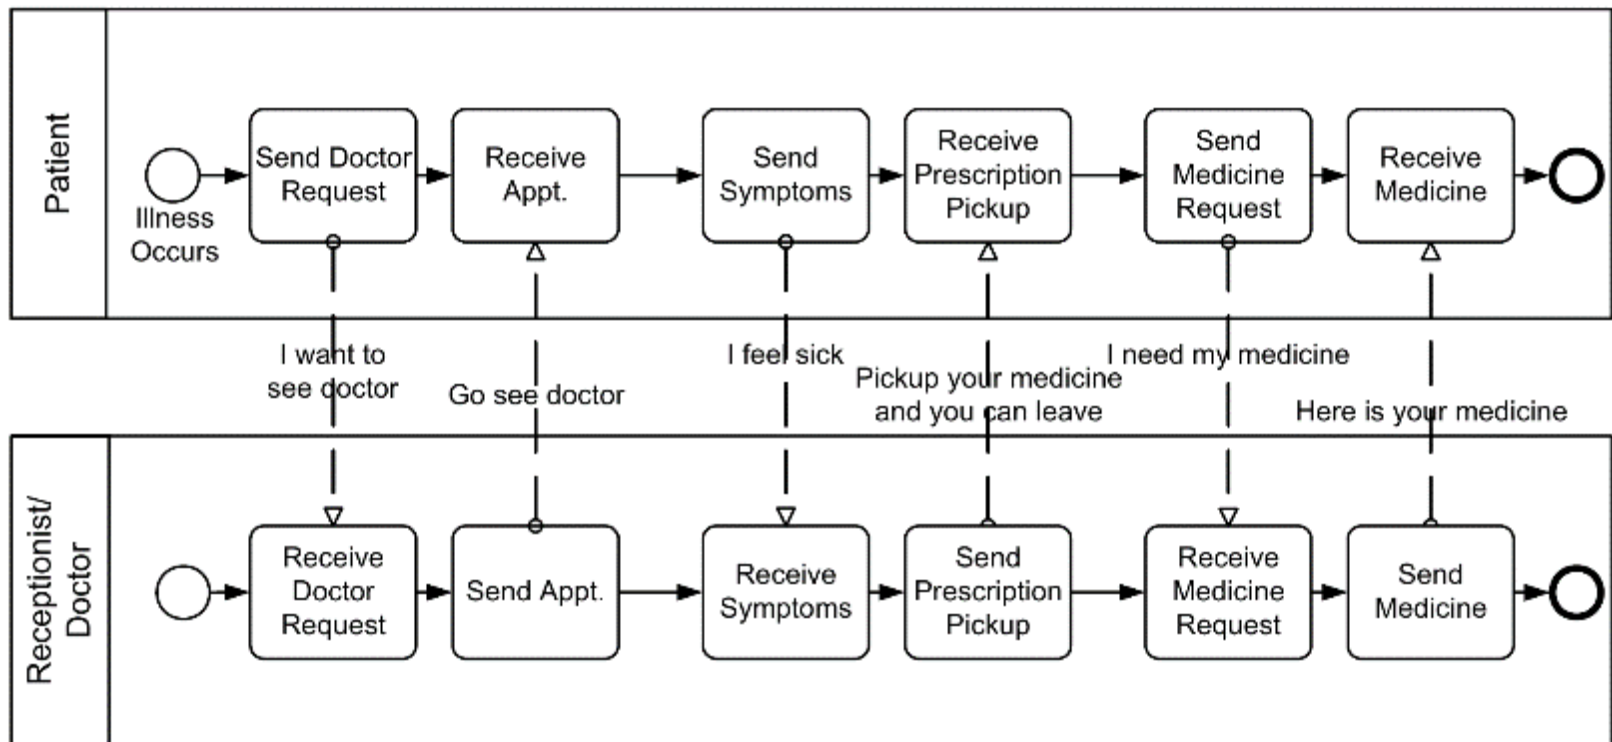 Patient
Illness
Occurs
Send Doctor
Request
Receive
Appt.
Send
Symptoms
Receive
Prescription
Pickup
Send
Medicine
Request
Receive
Medicine
I want to
see doctor
Go see doctor
I feel sick
Pickup your medicine
and you can leave
I need my medicine
Here is your medicine
Receptionist/
Doctor
Receive
Doctor
Request
Send Appt.
Receive
Symptoms
Send
Prescription
Pickup
Receive
Medicine
Request
Send
Medicine